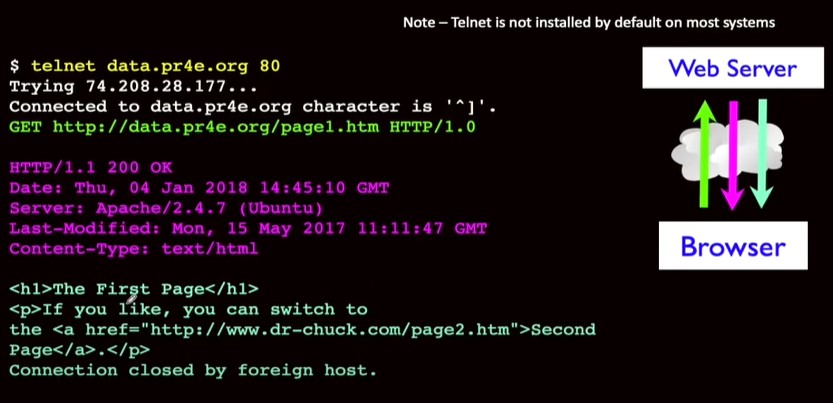 Note – Telnet is not installed by default on most systems
$ telnet data.pr4e.org 80
Trying 74.208.28.177...
Connected to data.pr4e.org character is '^]'.
GET http://data.pr4e.org/page1.htm HTTP/1.0
HTTP/1.1 200 OK
Date: Thu, 04 Jan 2018 14:45:10 GMT
Server: Apache/2.4.7 (Ubuntu)
Last-Modified: Mon, 15 May 2017 11:11:47 GMT
Content-Type: text/html
<h1>The First Page</h1>
<p>If you like, you can switch to
the <a href="http://www.dr-chuck.com/page2.htm">Second
Page</a>.</p>
Connection closed by foreign host.
Web Server
Browser